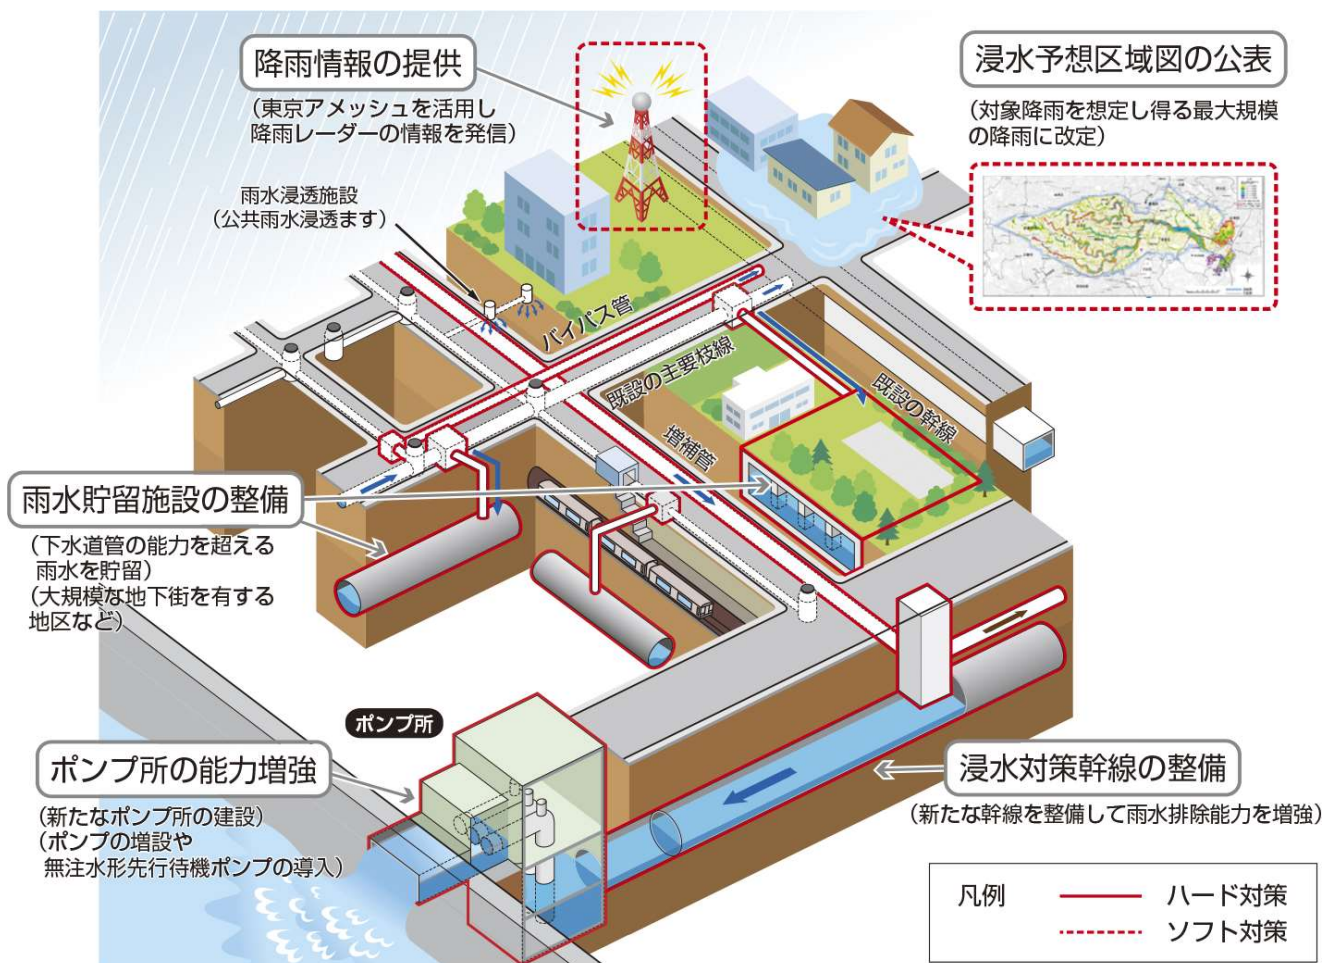 降雨情報の提供
(東京アメッシュを活用し
降雨レーダーの情報を発信)
浸水予想区域図の公表
(対象降雨を想定し得る最大規模
の降雨に改定)
雨水浸透施設
(公共雨水浸透ます)
バイパス管
既設の主要枝線
既設の幹線
増補管
雨水貯留施設の整備
(下水道管の能力を超える
雨水を貯留)
(大規模な地下街を有する
地区など)
ポンプ所
ポンプ所の能力増強
(新たなポンプ所の建設)
(ポンプの増設や
無注水形先行待機ポンプの導入)
浸水対策幹線の整備
(新たな幹線を整備して雨水排除能力を増強)
凡例
ハード対策
ソフト対策